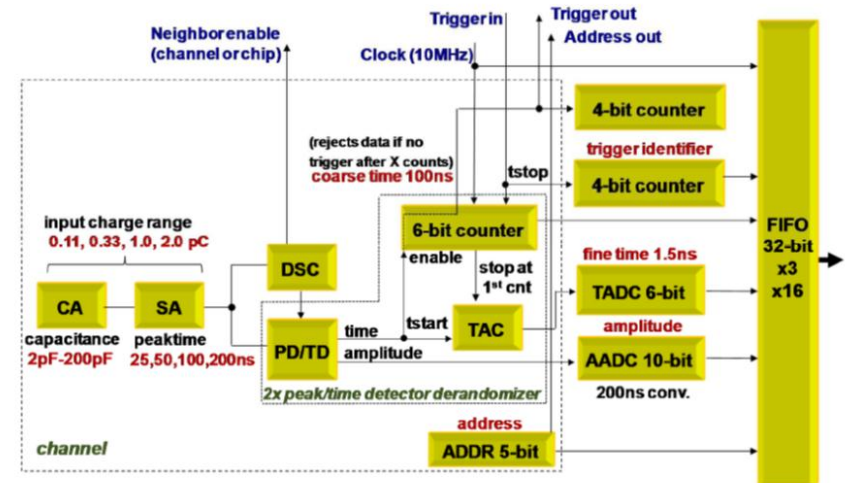 Neighbor enable
(channel or chip)
Trigger in
Trigger out
Address out
Clock (10MHz)
4-bit counter
(rejects data if no
trigger after X counts)
coarse time 100ns
trigger identifier
tstop
4-bit counter
input charge range
0.11, 0.33, 1.0, 2.0 pC
6-bit counter
FIFO
32-bit
x3
x16
DSC
enable
stop at
1st cnt
fine time 1.5ns
TADC 6-bit
CA
SA
capacitance
2pF-200pF
peaktime
25,50,100,200ns
PD/TD
time
amplitude
tstart
TAC
amplitude
AADC 10-bit
200ns conv.
2x peak/time detector derandomizer
address
ADDR 5-bit
channel